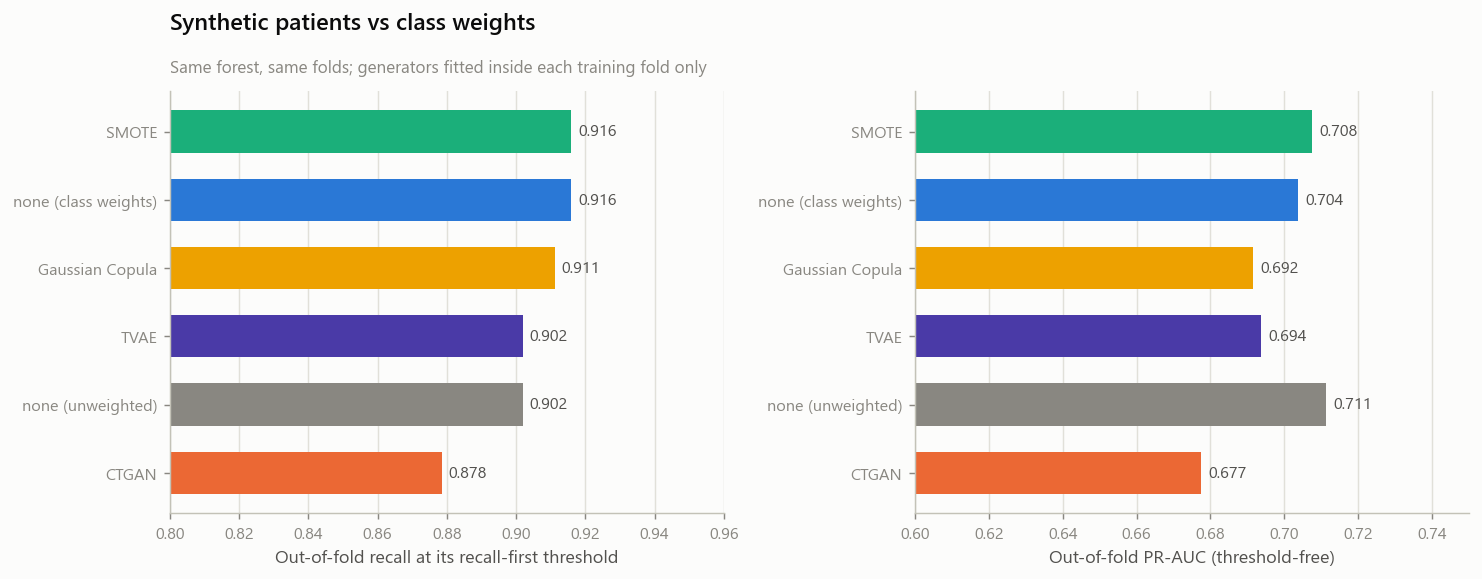 Synthetic patients vs class weights
Same forest, same folds; generators fitted inside each training fold only
SMOTE 0.916
none (class weights) 0.916
Gaussian Copula 0.911
TVAE 0.902
none (unweighted) 0.902
CTGAN 0.878
0.80 0.82 0.84 0.86 0.88 0.90 0.92 0.94 0.96
Out-of-fold recall at its recall-first threshold
SMOTE 0.708
none (class weights) 0.704
Gaussian Copula 0.692
TVAE 0.694
none (unweighted) 0.711
CTGAN 0.677
0.60 0.62 0.64 0.66 0.68 0.70 0.72 0.74
Out-of-fold PR-AUC (threshold-free)